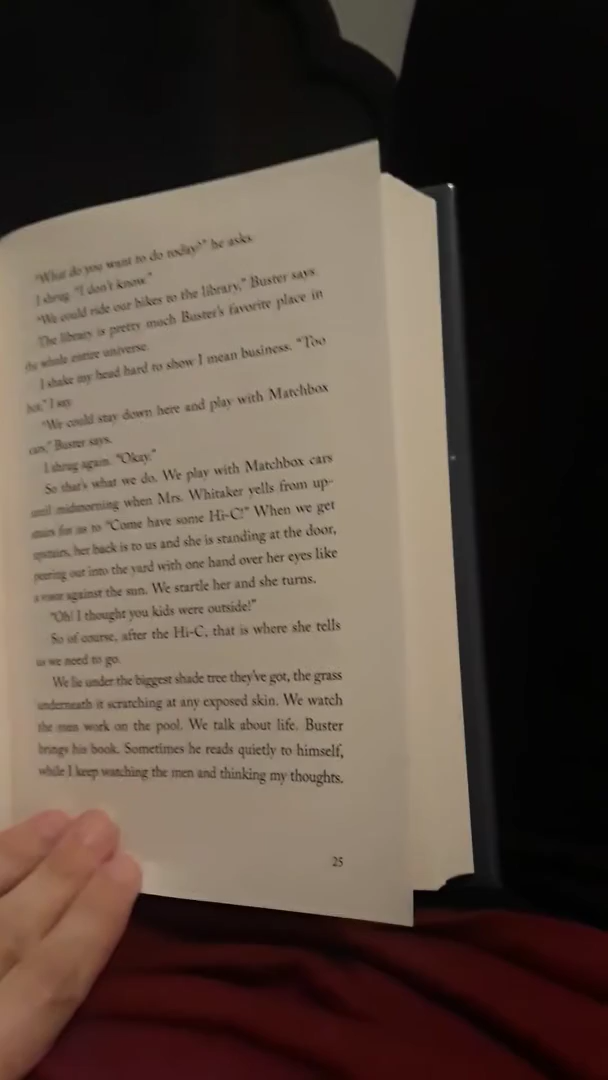 "What do you want to do today?" he asks.
I shrug. "I don't know."
"We could ride our bikes to the library," Buster says.
The library is pretty much Buster's favorite place in
the whole entire universe.
I shake my head hard to show I mean business. "Too
hot," I say.
"We could stay down here and play with Matchbox
cars," Buster says.
I shrug again. "Okay."
So that's what we do. We play with Matchbox cars
until midmorning when Mrs. Whitaker yells from up-
stairs for us to "Come have some Hi-C!" When we get
upstairs, her back is to us and she is standing at the door,
peering out into the yard with one hand over her eyes like
a visor against the sun. We startle her and she turns.
"Oh! I thought you kids were outside!"
So of course, after the Hi-C, that is where she tells
us we need to go.
We lie under the biggest shade tree they've got, the grass
underneath it scratching at any exposed skin. We watch
the men work on the pool. We talk about life. Buster
brings his book. Sometimes he reads quietly to himself,
while I keep watching the men and thinking my thoughts.
25